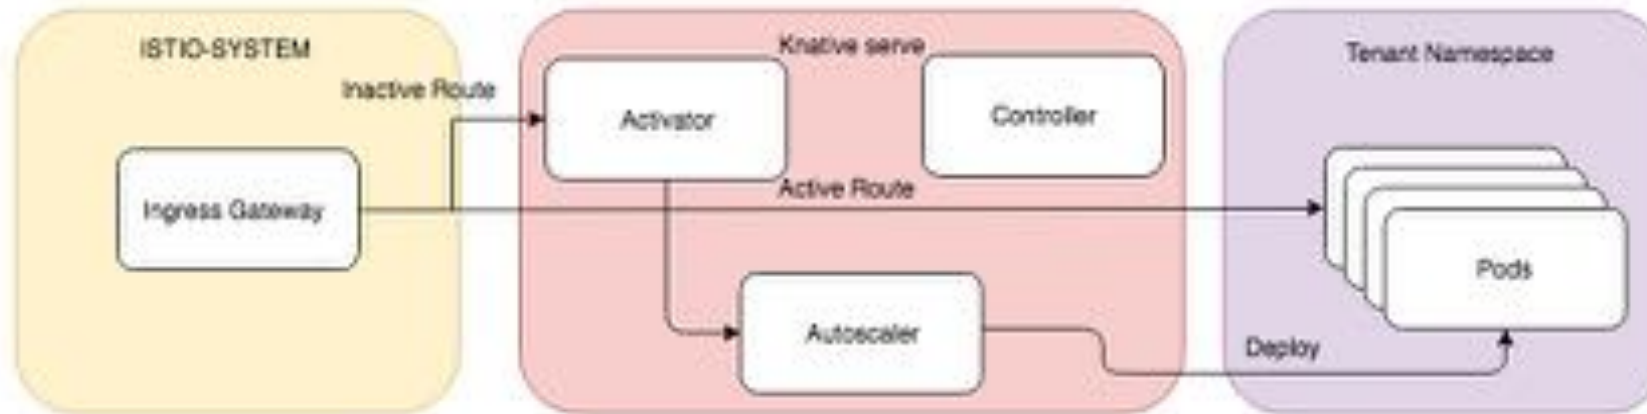 ISTIO-SYSTEM
Knative serve
Tenant Namespace
Inactive Route
Activator
Controller
Active Route
Ingress Gateway
Pods
Autoscaler
Deploy